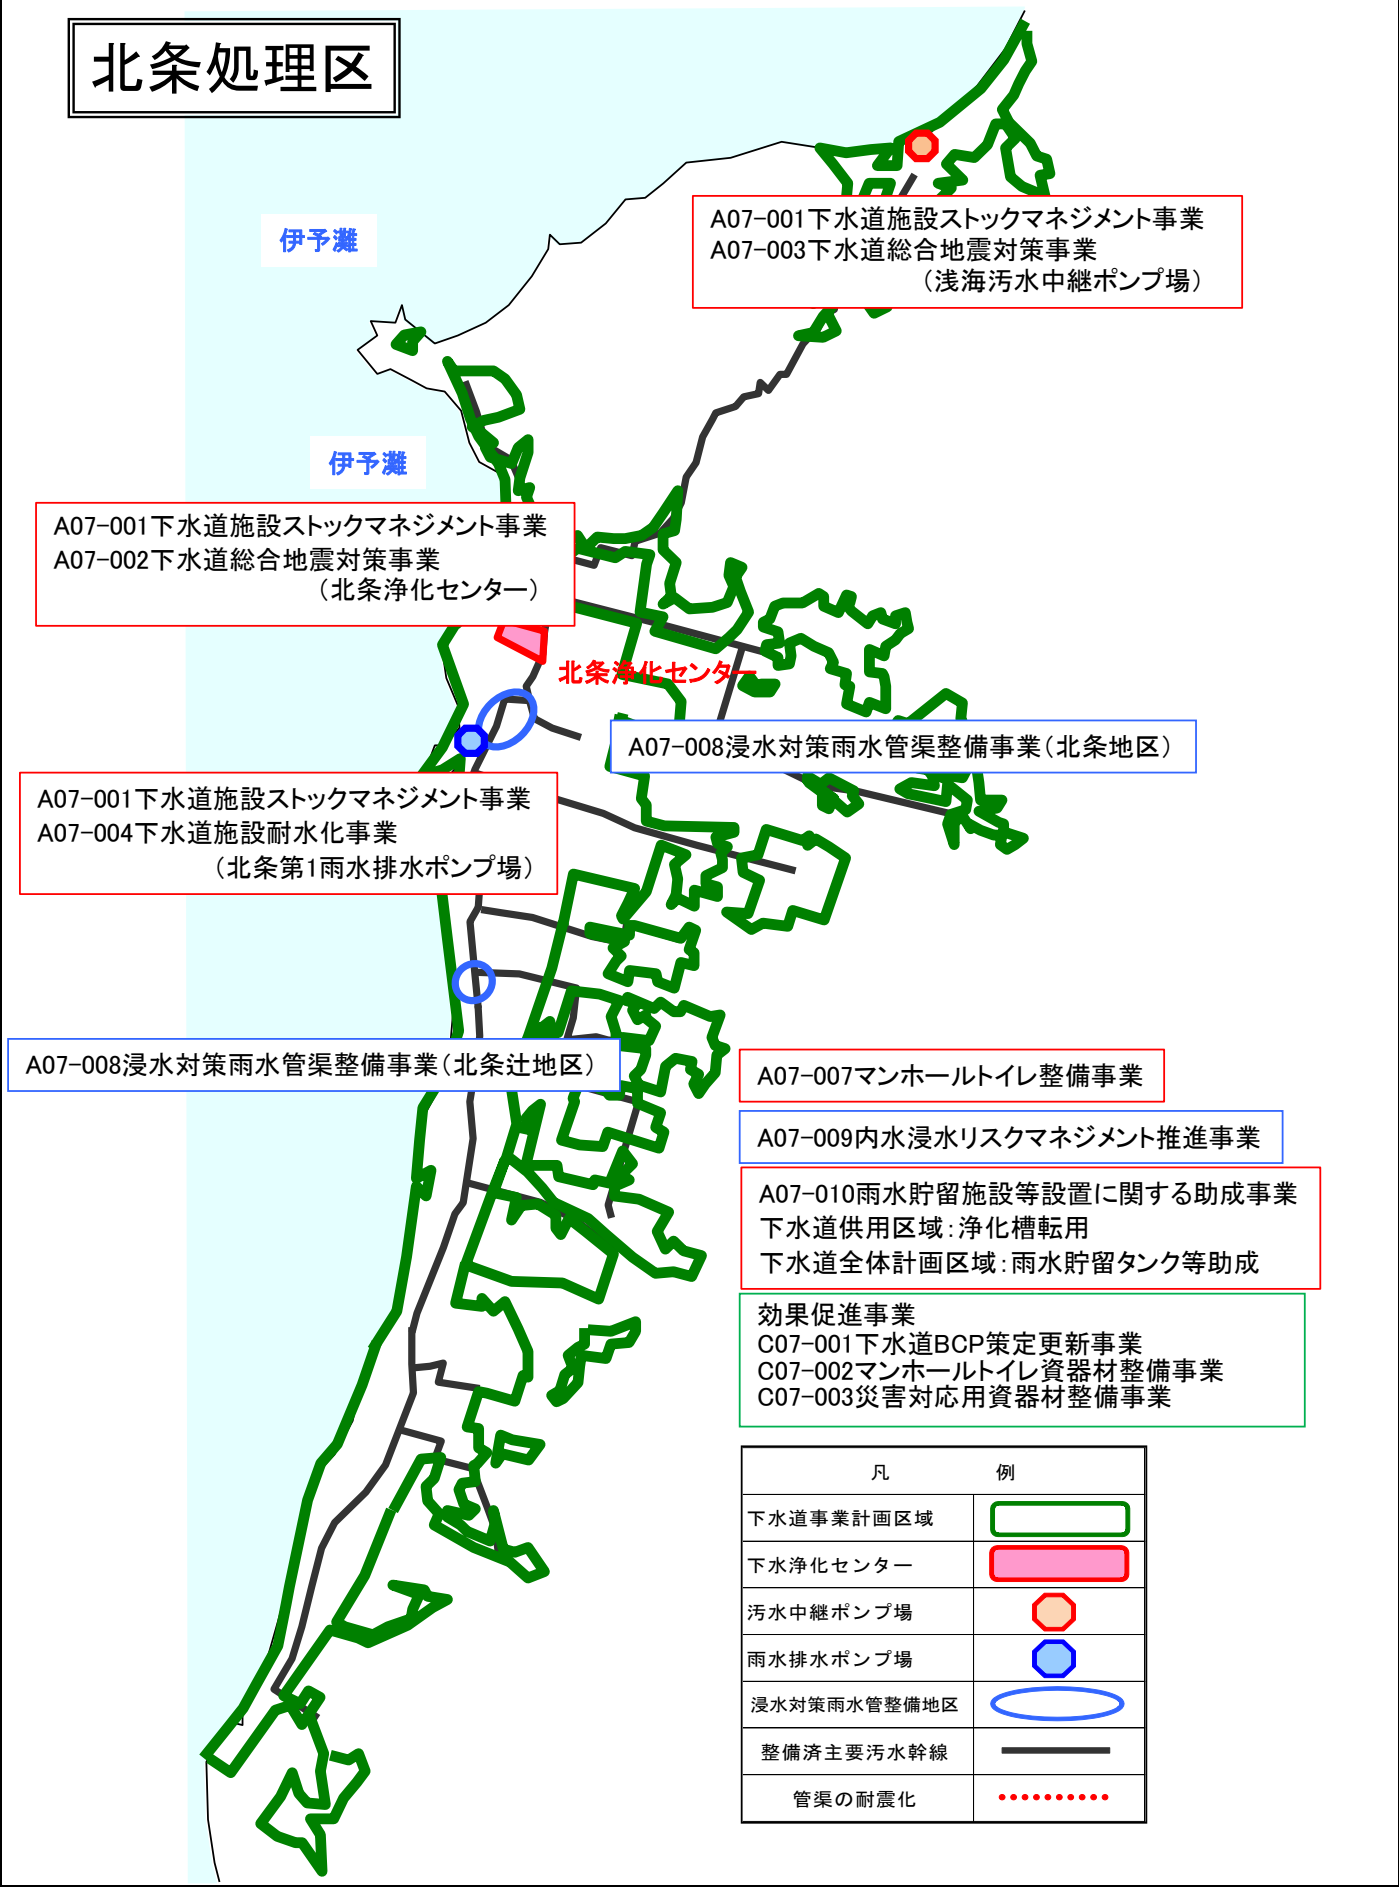 北条処理区
伊予灘
A07-001下水道施設ストックマネジメント事業
A07-003下水道総合地震対策事業
（浅海汚水中継ポンプ場）
伊予灘
A07-001下水道施設ストックマネジメント事業
A07-002下水道総合地震対策事業
（北条浄化センター）
北条浄化センター
A07-008浸水対策雨水管渠整備事業（北条地区）
A07-001下水道施設ストックマネジメント事業
A07-004下水道施設耐水化事業
（北条第1雨水排水ポンプ場）
A07-008浸水対策雨水管渠整備事業（北条辻地区）
A07-007マンホールトイレ整備事業
A07-009内水浸水リスクマネジメント推進事業
A07-010雨水貯留施設等設置に関する助成事業
下水道供用区域：浄化槽転用
下水道全体計画区域：雨水貯留タンク等助成
効果促進事業
C07-001下水道BCP策定更新事業
C07-002マンホールトイレ資器材整備事業
C07-003災害対応用資器材整備事業
凡　例
下水道事業計画区域
下水浄化センター
汚水中継ポンプ場
雨水排水ポンプ場
浸水対策雨水管整備地区
整備済主要汚水幹線
管渠の耐震化